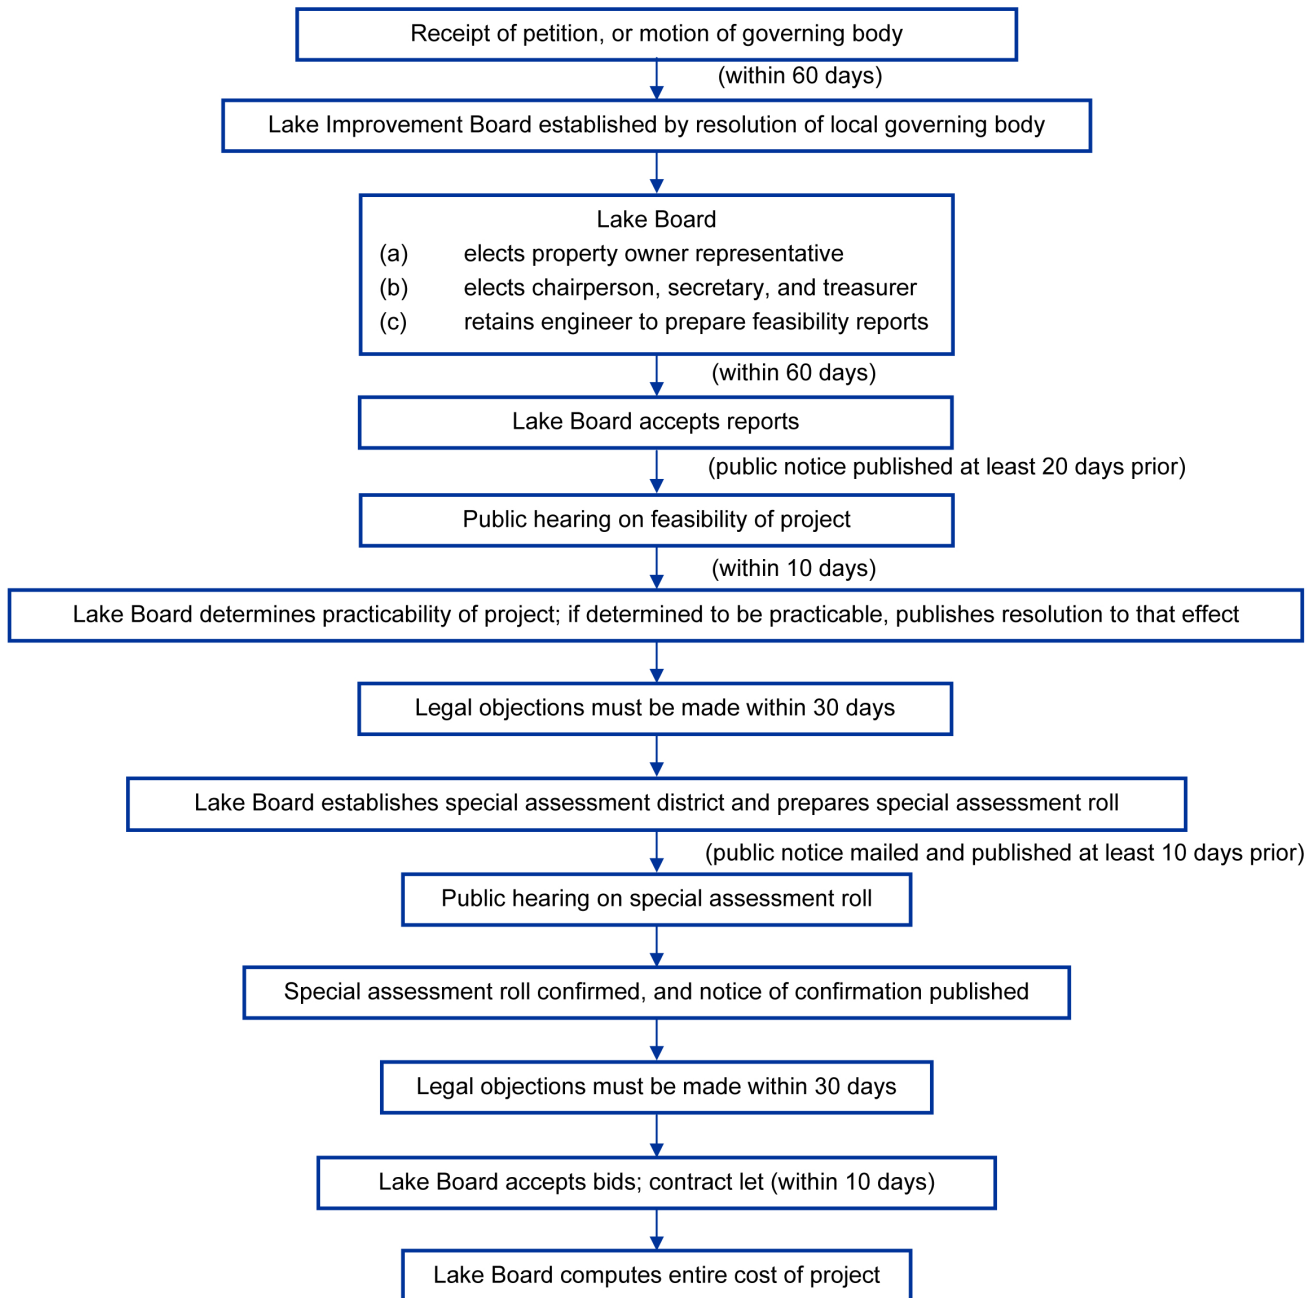 Receipt of petition, or motion of governing body
(within 60 days)
Lake Improvement Board established by resolution of local governing body
Lake Board
(a) elects property owner representative
(b) elects chairperson, secretary, and treasurer
(c) retains engineer to prepare feasibility reports
(within 60 days)
Lake Board accepts reports
(public notice published at least 20 days prior)
Public hearing on feasibility of project
(within 10 days)
Lake Board determines practicability of project; if determined to be practicable, publishes resolution to that effect
Legal objections must be made within 30 days
Lake Board establishes special assessment district and prepares special assessment roll
(public notice mailed and published at least 10 days prior)
Public hearing on special assessment roll
Special assessment roll confirmed, and notice of confirmation published
Legal objections must be made within 30 days
Lake Board accepts bids; contract let (within 10 days)
Lake Board computes entire cost of project